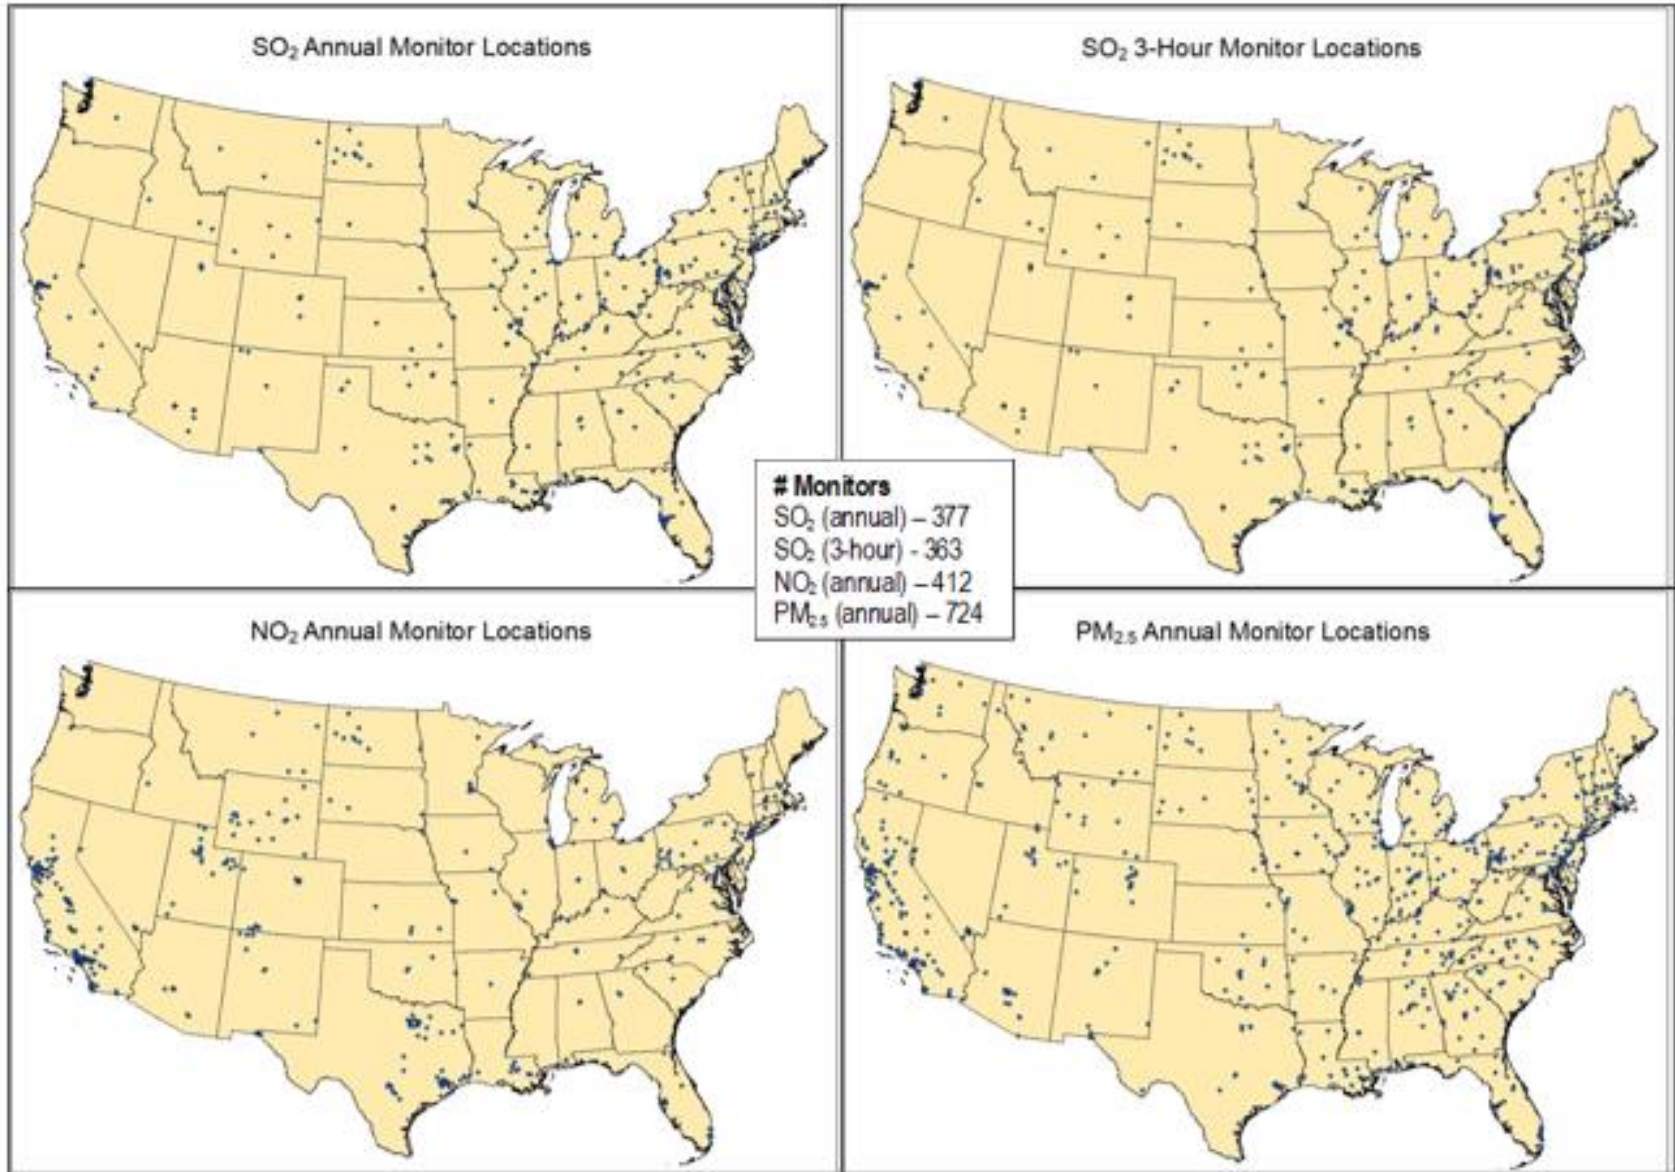 SO₂ Annual Monitor Locations
SO₂ 3-Hour Monitor Locations
# Monitors
SO₂ (annual) – 377
SO₂ (3-hour) - 363
NO₂ (annual) – 412
PM₂.₅ (annual) – 724
NO₂ Annual Monitor Locations
PM₂.₅ Annual Monitor Locations